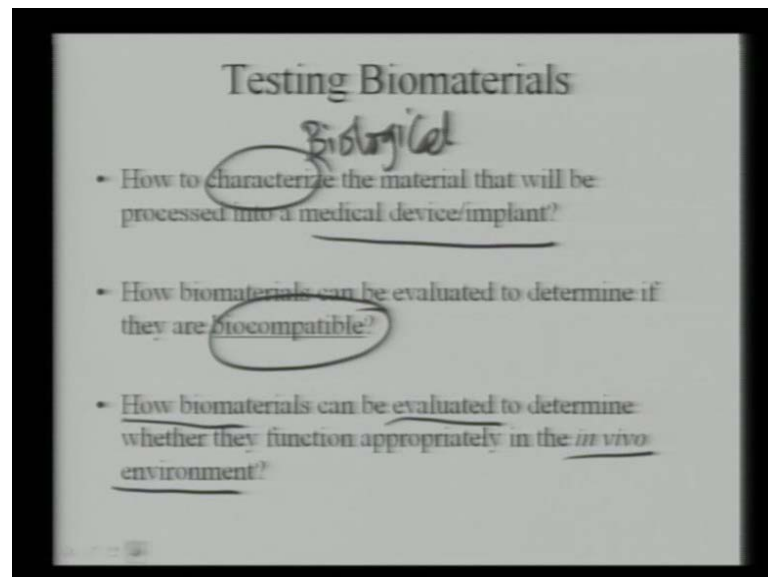 Testing Biomaterials
Biological
• How to characterize the material that will be
processed into a medical device/implant?
• How biomaterials can be evaluated to determine if
they are biocompatible?
• How biomaterials can be evaluated to determine
whether they function appropriately in the in vivo
environment?